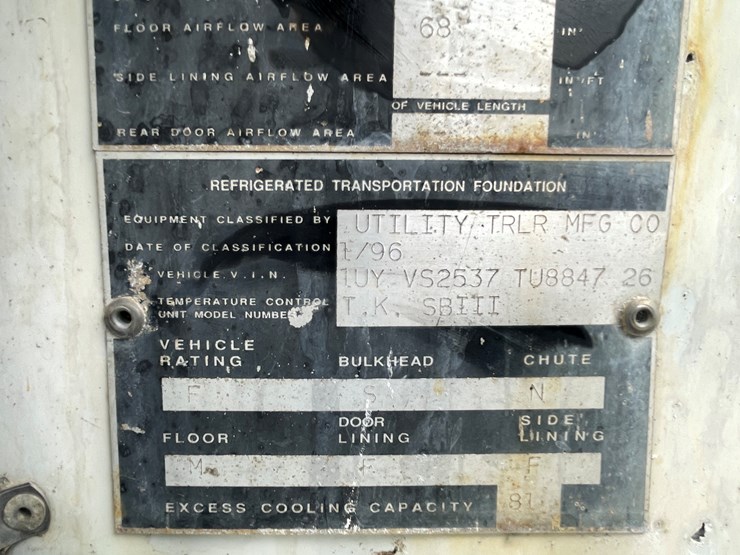 FLOOR AIRFLOW AREA 68 IN²
SIDE LINING AIRFLOW AREA --- IN²/FT
OF VEHICLE LENGTH
REAR DOOR AIRFLOW AREA IN²
REFRIGERATED TRANSPORTATION FOUNDATION
EQUIPMENT CLASSIFIED BY UTILITY TRLR MFG CO
DATE OF CLASSIFICATION 1/96
VEHICLE V.I.N. 1UY VS2537 TU8847 26
TEMPERATURE CONTROL
UNIT MODEL NUMBER T.K. SBIII
VEHICLE
RATING BULKHEAD CHUTE
F S N
FLOOR DOOR LINING SIDE LINING
M F F
EXCESS COOLING CAPACITY 81 %